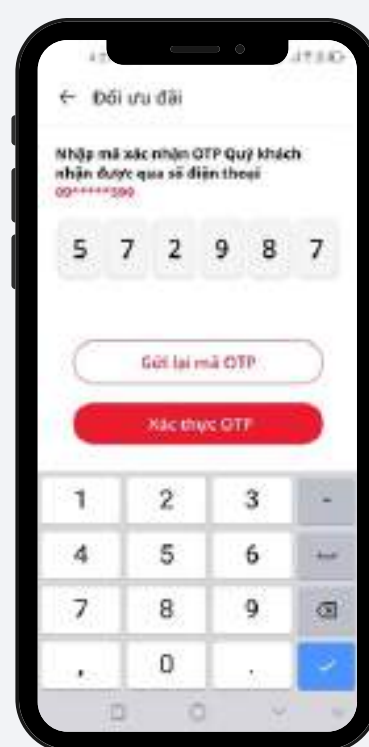 ← Đổi ưu đãi
Nhập mã xác nhận OTP Quý khách
nhận được qua số điện thoại
09*****599
5 7 2 9 8 7
Gửi lại mã OTP
Xác thực OTP
1 2 3 -
4 5 6
7 8 9
, 0 .